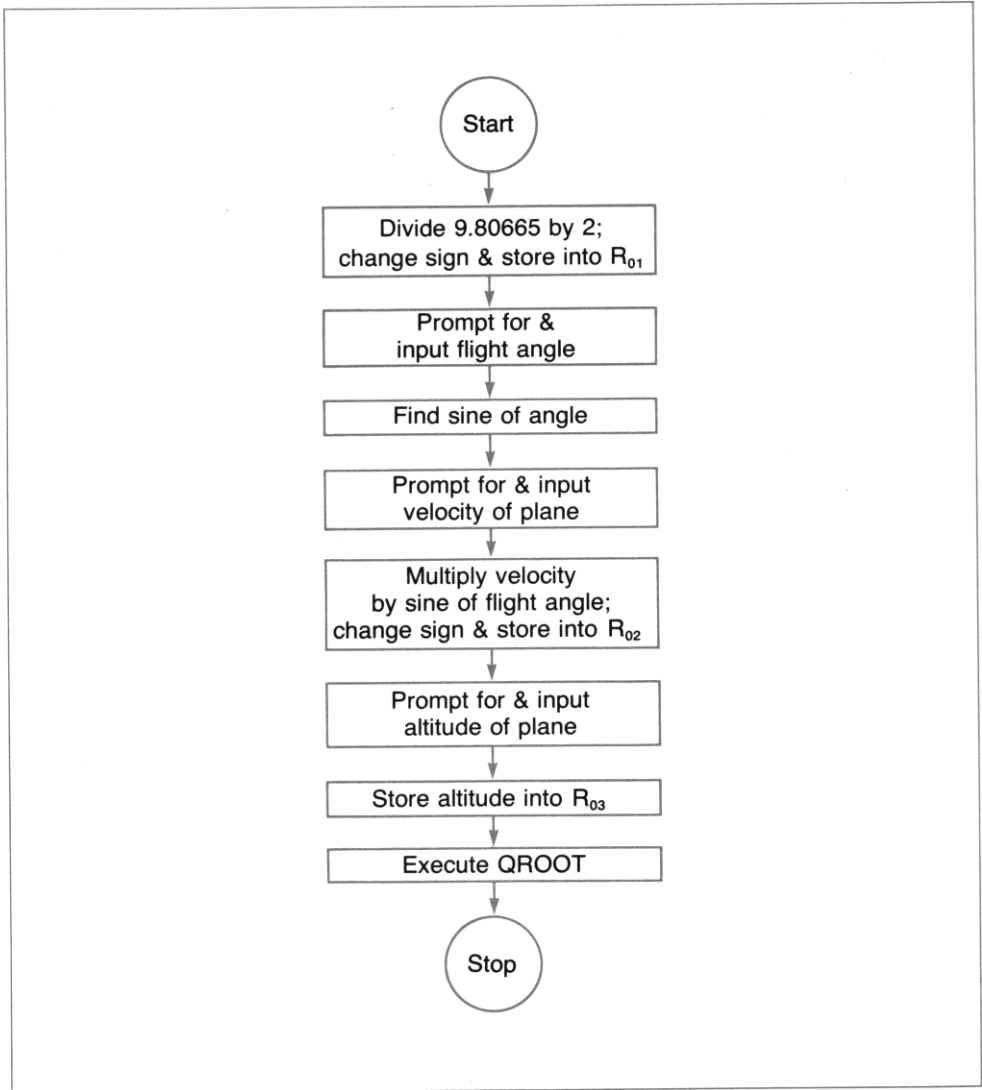 Start
Divide 9.80665 by 2;
change sign & store into R₀₁
Prompt for &
input flight angle
Find sine of angle
Prompt for & input
velocity of plane
Multiply velocity
by sine of flight angle;
change sign & store into R₀₂
Prompt for & input
altitude of plane
Store altitude into R₀₃
Execute QROOT
Stop